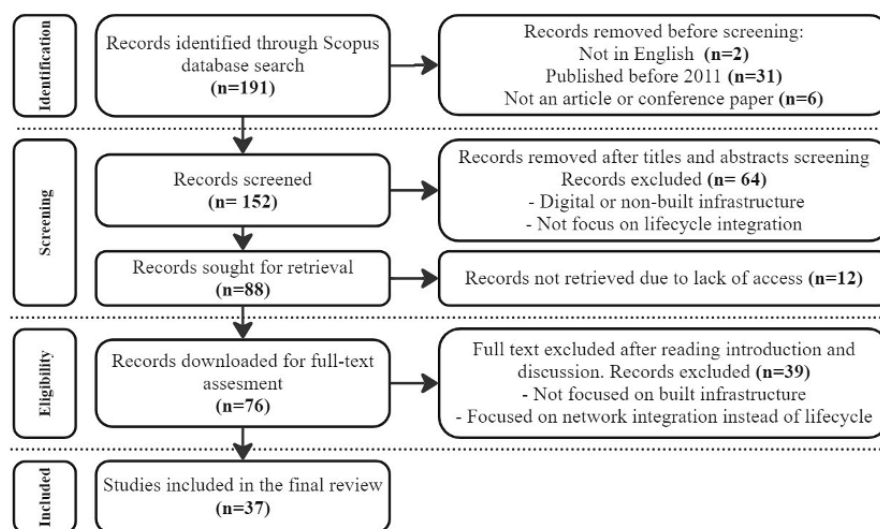 Identification
Records identified through Scopus
database search
(n=191)
Records removed before screening:
Not in English (n=2)
Published before 2011 (n=31)
Not an article or conference paper (n=6)
Screening
Records screened
(n= 152)
Records removed after titles and abstracts screening
Records excluded (n= 64)
- Digital or non-built infrastructure
- Not focus on lifecycle integration
Records sought for retrieval
(n=88)
Records not retrieved due to lack of access (n=12)
Eligibility
Records downloaded for full-text
assesment
(n=76)
Full text excluded after reading introduction and
discussion. Records excluded (n=39)
- Not focused on built infrastructure
- Focused on network integration instead of lifecycle
Included
Studies included in the final review
(n=37)